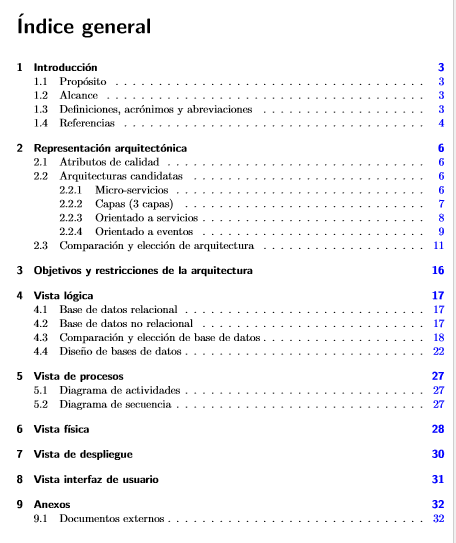 Índice general
1 Introducción 3
1.1 Propósito . . . . . . . . . . . . . . . . . . . . . . . . . . . . . . . . . . . . 3
1.2 Alcance . . . . . . . . . . . . . . . . . . . . . . . . . . . . . . . . . . . . . 3
1.3 Definiciones, acrónimos y abreviaciones . . . . . . . . . . . . . . . . . . . 3
1.4 Referencias . . . . . . . . . . . . . . . . . . . . . . . . . . . . . . . . . . . 4
2 Representación arquitectónica 6
2.1 Atributos de calidad . . . . . . . . . . . . . . . . . . . . . . . . . . . . . . 6
2.2 Arquitecturas candidatas . . . . . . . . . . . . . . . . . . . . . . . . . . . 6
2.2.1 Micro-servicios . . . . . . . . . . . . . . . . . . . . . . . . . . . . . 6
2.2.2 Capas (3 capas) . . . . . . . . . . . . . . . . . . . . . . . . . . . . 7
2.2.3 Orientado a servicios . . . . . . . . . . . . . . . . . . . . . . . . . . 8
2.2.4 Orientado a eventos . . . . . . . . . . . . . . . . . . . . . . . . . . 9
2.3 Comparación y elección de arquitectura . . . . . . . . . . . . . . . . . . . 11
3 Objetivos y restricciones de la arquitectura 16
4 Vista lógica 17
4.1 Base de datos relacional . . . . . . . . . . . . . . . . . . . . . . . . . . . . 17
4.2 Base de datos no relacional . . . . . . . . . . . . . . . . . . . . . . . . . . 17
4.3 Comparación y elección de base de datos . . . . . . . . . . . . . . . . . . . 18
4.4 Diseño de bases de datos . . . . . . . . . . . . . . . . . . . . . . . . . . . . 22
5 Vista de procesos 27
5.1 Diagrama de actividades . . . . . . . . . . . . . . . . . . . . . . . . . . . . 27
5.2 Diagrama de secuencia . . . . . . . . . . . . . . . . . . . . . . . . . . . . . 27
6 Vista física 28
7 Vista de despliegue 30
8 Vista interfaz de usuario 31
9 Anexos 32
9.1 Documentos externos . . . . . . . . . . . . . . . . . . . . . . . . . . . . . . 32